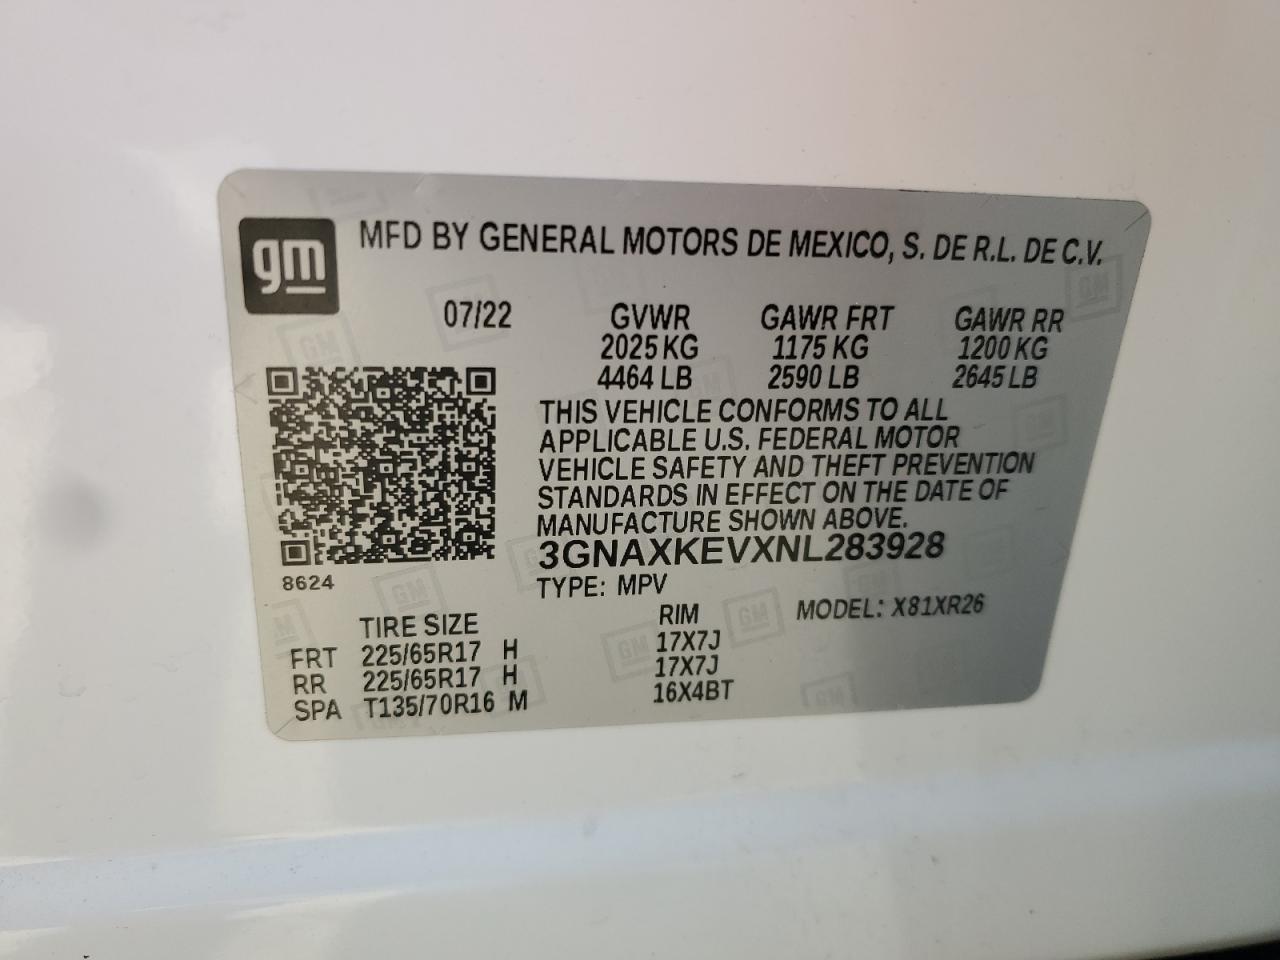 gm
MFD BY GENERAL MOTORS DE MEXICO, S. DE R.L. DE C.V.
07/22 GVWR GAWR FRT GAWR RR
2025 KG 1175 KG 1200 KG
4464 LB 2590 LB 2645 LB
THIS VEHICLE CONFORMS TO ALL
APPLICABLE U.S. FEDERAL MOTOR
VEHICLE SAFETY AND THEFT PREVENTION
STANDARDS IN EFFECT ON THE DATE OF
MANUFACTURE SHOWN ABOVE.
3GNAXKEVXNL283928
8624
TYPE: MPV MODEL: X81XR26
TIRE SIZE RIM
FRT 225/65R17 H 17X7J
RR 225/65R17 H 17X7J
SPA T135/70R16 M 16X4BT